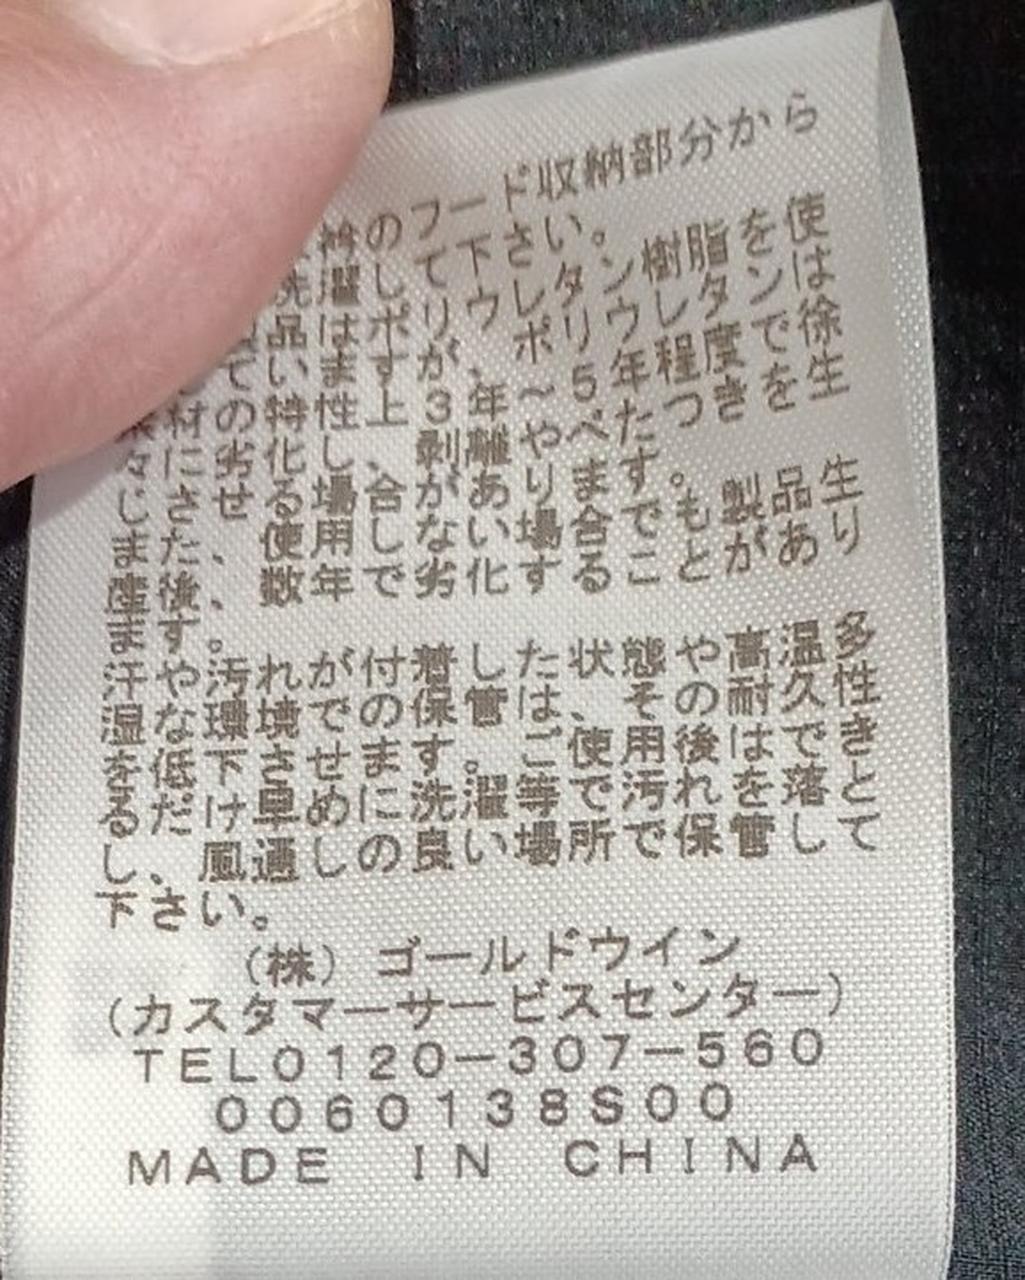 衿のフード収納部分から
洗濯して下さい。
品はポリウレタン樹脂を使
ていますが、ポリウレタンは
素材の特性上3年～5年程度で徐
々に劣化し、剥離やべたつきを生
じさせる場合があります。
また、使用しない場合でも製品生
産後、数年で劣化することがあり
ます。
汗や汚れが付着した状態や高温多
湿な環境での保管は、その耐久性
を低下させます。ご使用後はでき
るだけ早めに洗濯等で汚れを落と
し、風通しの良い場所で保管して
下さい。
（株）ゴールドウイン
（カスタマーサービスセンター）
TEL0120－307－560
0060138S00
MADE IN CHINA